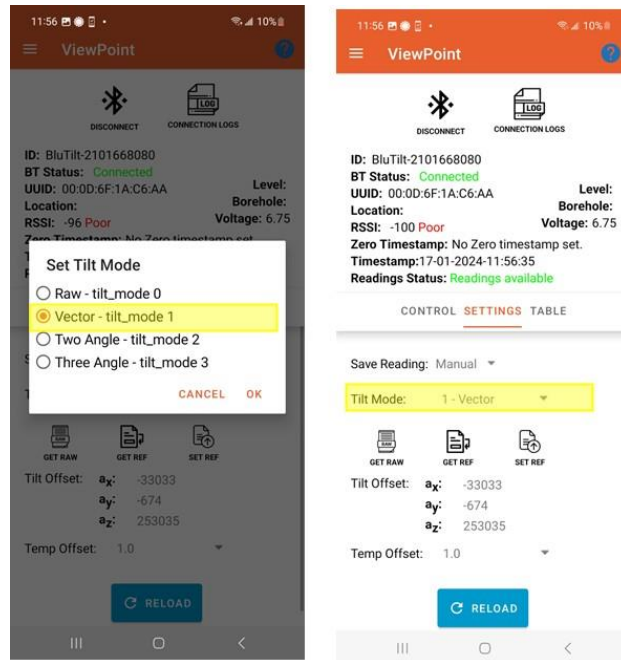 11:56
10%
ViewPoint
?
DISCONNECT
LOG
CONNECTION LOGS
ID: BluTilt-2101668080
BT Status: Connected
UUID: 00:0D:6F:1A:C6:AA
Level:
Location:
Borehole:
RSSI: -96 Poor
Voltage: 6.75
Zero Timestamp: No Zero timestamp set.
Set Tilt Mode
Raw - tilt_mode 0
Vector - tilt_mode 1
Two Angle - tilt_mode 2
Three Angle - tilt_mode 3
CANCEL OK
RAW
GET RAW
GET REF
SET REF
Tilt Offset: ax: -33033
ay: -674
az: 253035
Temp Offset: 1.0
RELOAD
11:56
10%
ViewPoint
?
DISCONNECT
LOG
CONNECTION LOGS
ID: BluTilt-2101668080
BT Status: Connected
UUID: 00:0D:6F:1A:C6:AA
Level:
Location:
Borehole:
RSSI: -100 Poor
Voltage: 6.75
Zero Timestamp: No Zero timestamp set.
Timestamp:17-01-2024-11:56:35
Readings Status: Readings available
CONTROL SETTINGS TABLE
Save Reading: Manual
Tilt Mode: 1 - Vector
RAW
GET RAW
GET REF
SET REF
Tilt Offset: ax: -33033
ay: -674
az: 253035
Temp Offset: 1.0
RELOAD